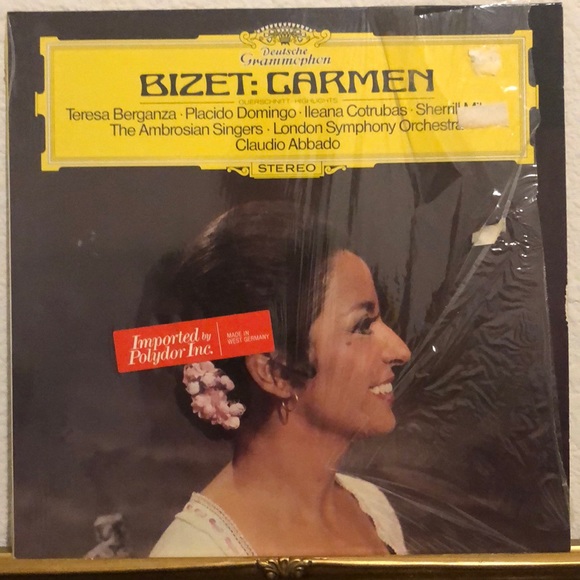 Deutsche
Grammophon
BIZET: CARMEN
QUERSCHNITT · HIGHLIGHTS
Teresa Berganza · Placido Domingo · Ileana Cotrubas · Sherrill
The Ambrosian Singers · London Symphony Orchestra
Claudio Abbado
STEREO
Imported by
Polydor Inc.
MADE IN
WEST GERMANY